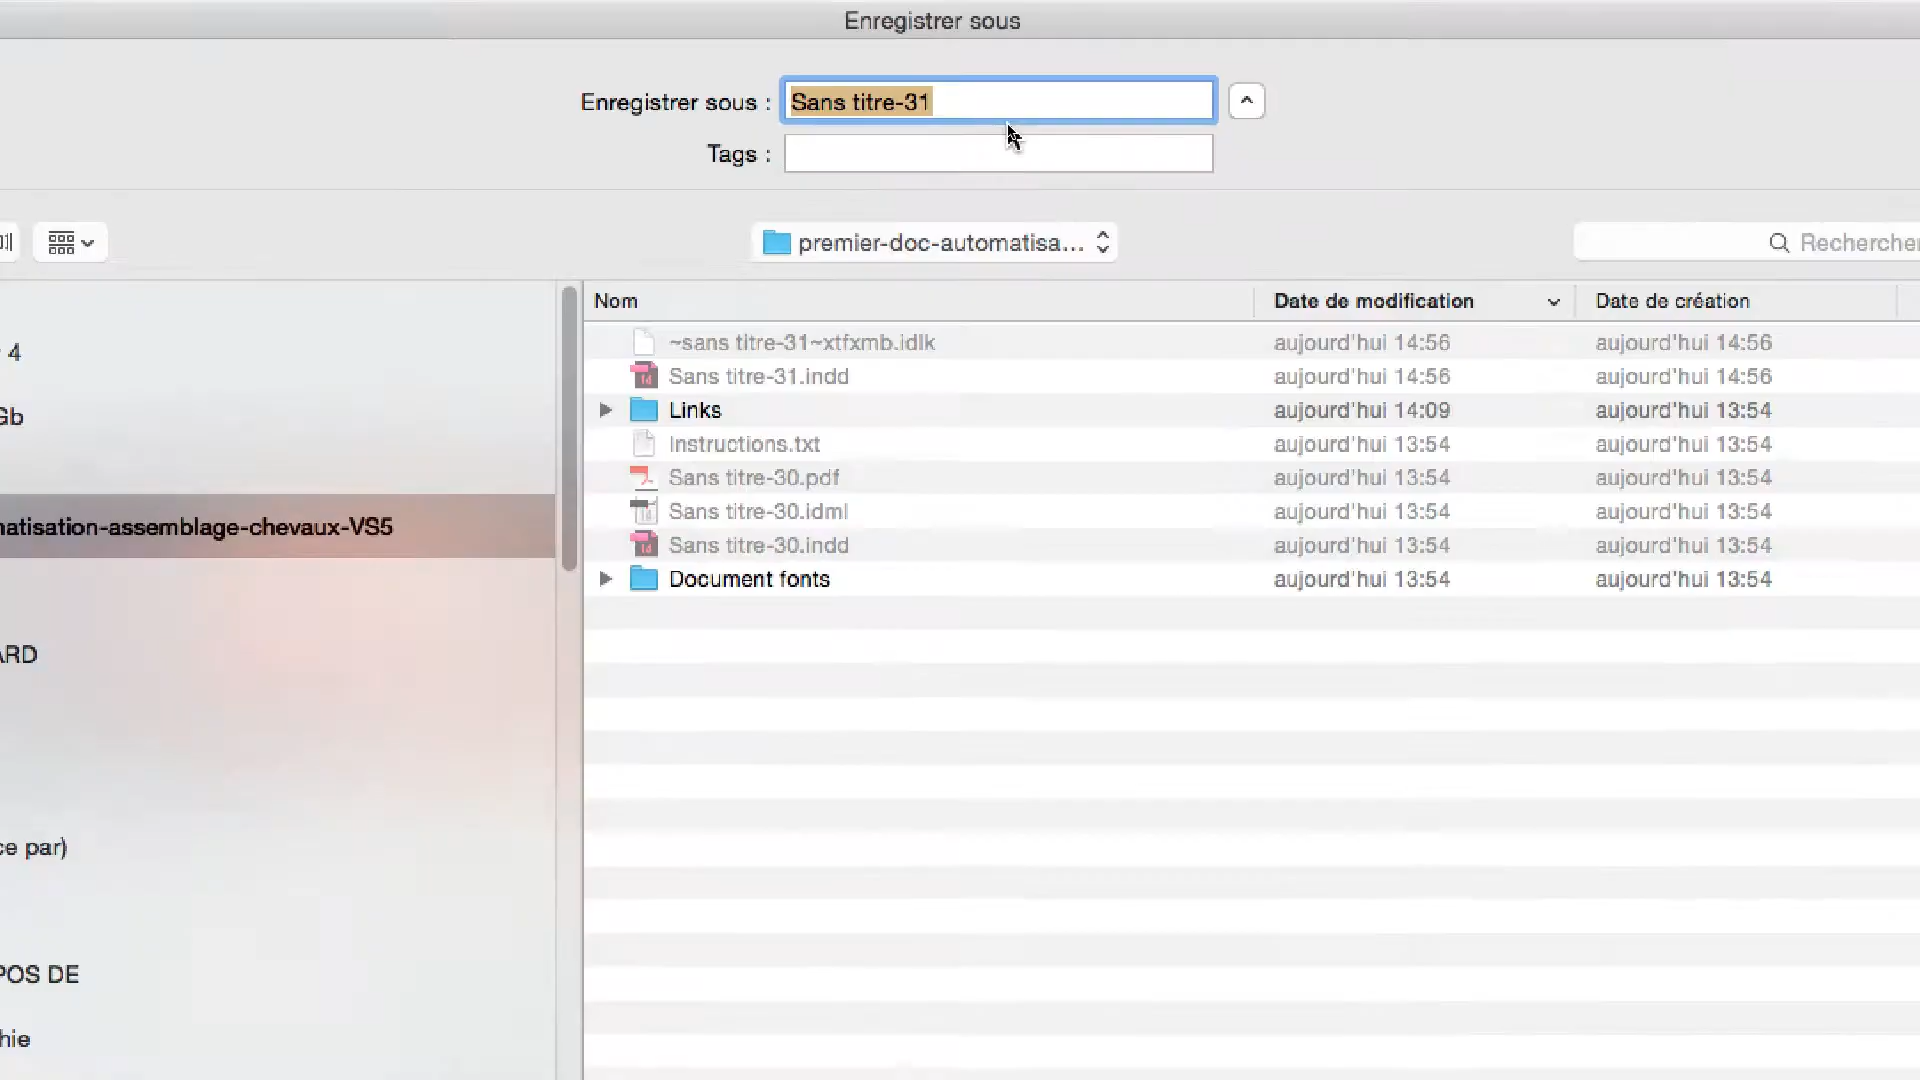 Enregistrer sous
Enregistrer sous : Sans titre-31
Tags :
premier-doc-automatisa...
Rechercher
Nom Date de modification Date de création
~sans titre-31~xtfxmb.idlk aujourd'hui 14:56 aujourd'hui 14:56
Sans titre-31.indd aujourd'hui 14:56 aujourd'hui 14:56
Links aujourd'hui 14:09 aujourd'hui 13:54
Instructions.txt aujourd'hui 13:54 aujourd'hui 13:54
Sans titre-30.pdf aujourd'hui 13:54 aujourd'hui 13:54
Sans titre-30.idml aujourd'hui 13:54 aujourd'hui 13:54
Sans titre-30.indd aujourd'hui 13:54 aujourd'hui 13:54
Document fonts aujourd'hui 13:54 aujourd'hui 13:54
4
Gb
matisation-assemblage-chevaux-VS5
ARD
ce par)
POS DE
hie